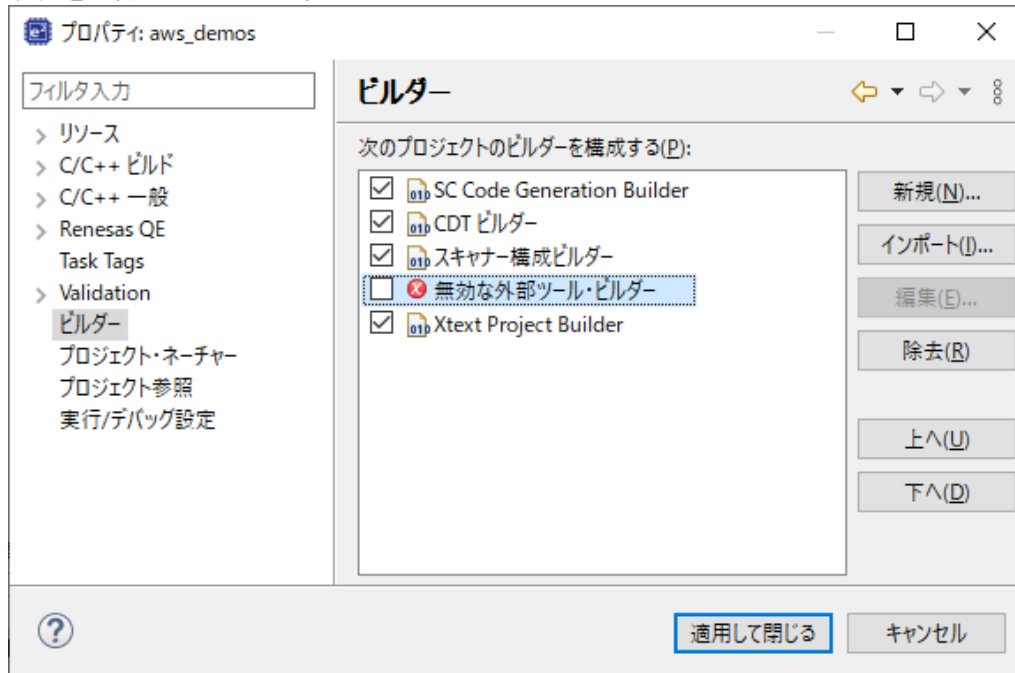 プロパティ: aws_demos
フィルタ入力
リソース
C/C++ ビルド
C/C++ 一般
Renesas QE
Task Tags
Validation
ビルダー
プロジェクト・ネーチャー
プロジェクト参照
実行/デバッグ設定
ビルダー
次のプロジェクトのビルダーを構成する(P):
SC Code Generation Builder
CDT ビルダー
スキャナー構成ビルダー
無効な外部ツール・ビルダー
Xtext Project Builder
新規(N)...
インポート(I)...
編集(E)...
除去(R)
上へ(U)
下へ(D)
適用して閉じる
キャンセル